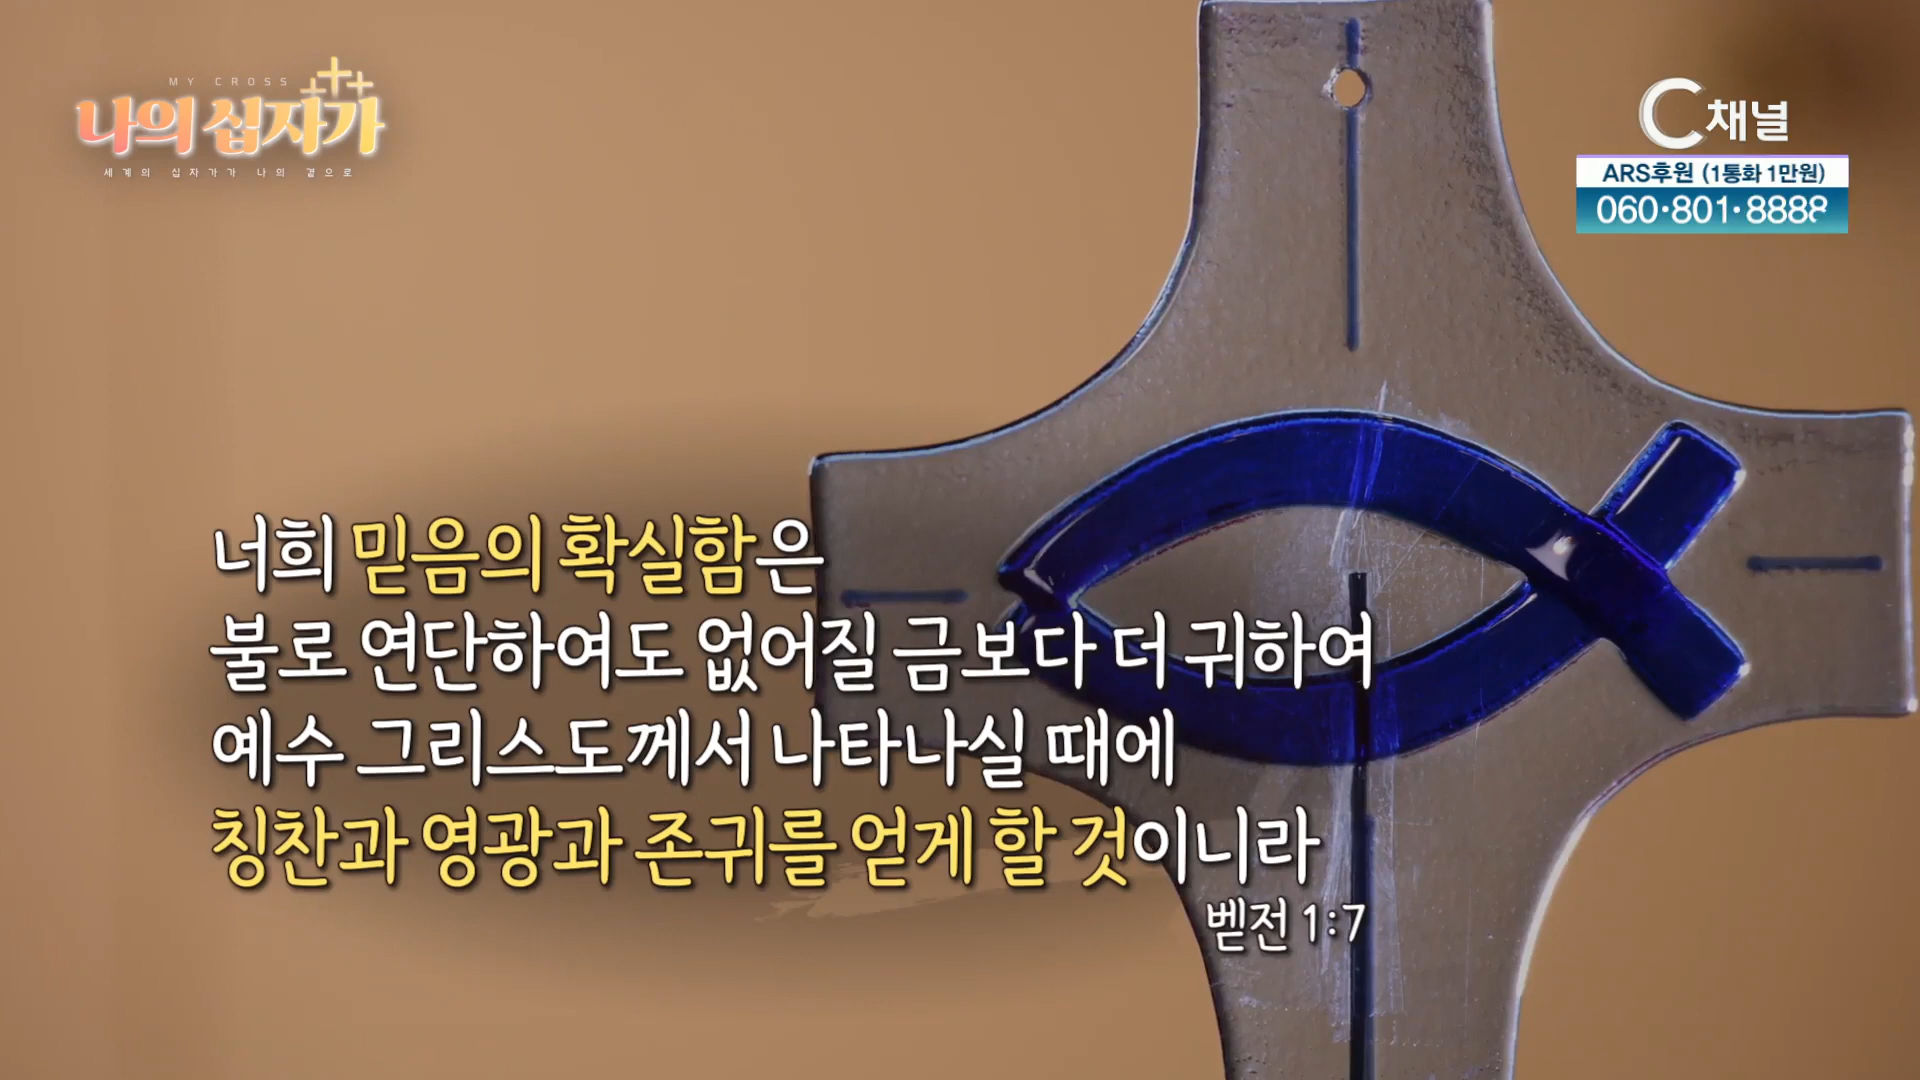 MY CROSS
나의 십자가
세계의 십자가가 나의 곁으로
C채널
ARS후원 (1통화 1만원)
060·801·8888
너희 믿음의 확실함은
불로 연단하여도 없어질 금보다 더 귀하여
예수 그리스도께서 나타나실 때에
칭찬과 영광과 존귀를 얻게 할 것이니라
벧전 1:7